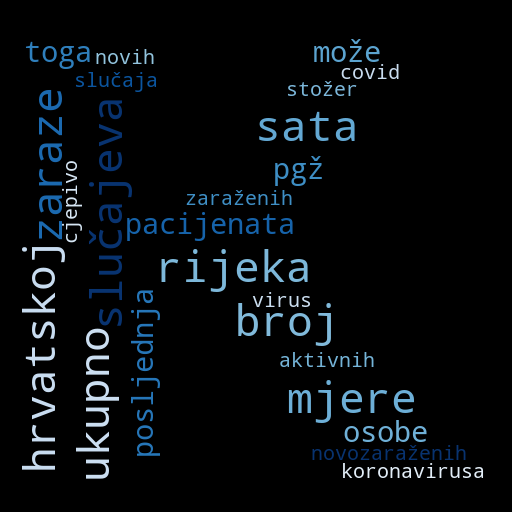 toga
novih
može
covid
slučaja
stožer
sata
zaraze
slučajeva
cjepivo
pgž
zaraženih
pacijenata
hrvatskoj
rijeka
virus
broj
posljednja
ukupno
aktivnih
mjere
osobe
novozaraženih
koronavirusa